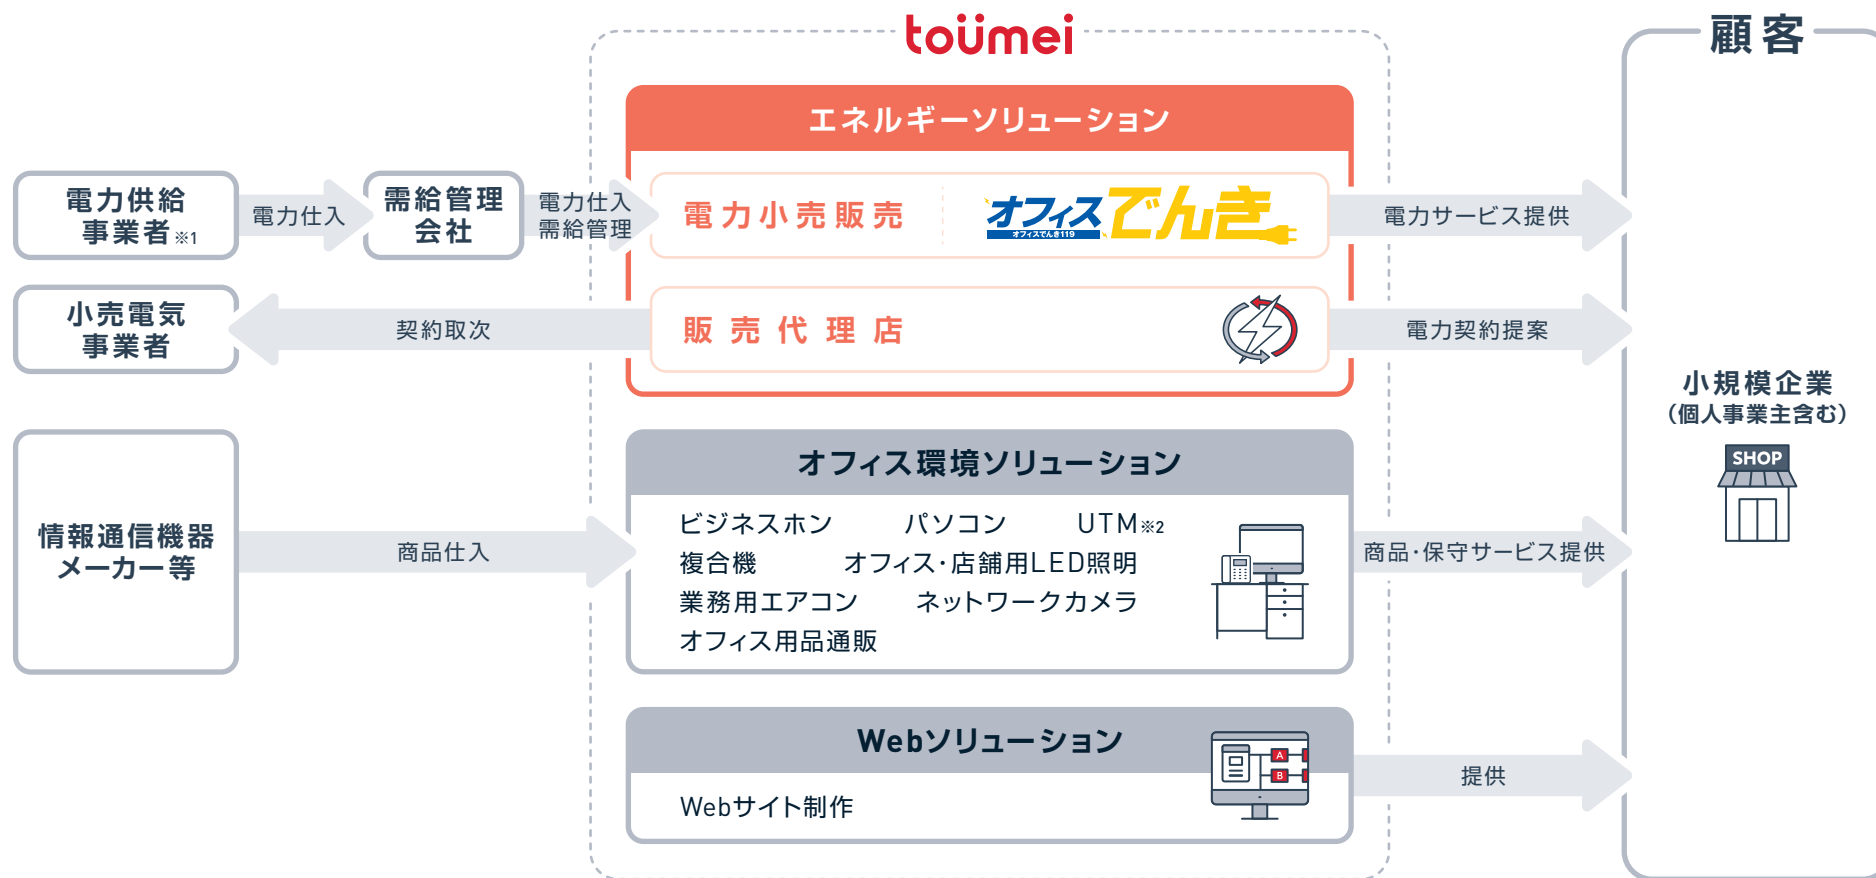 toümei
顧客
エネルギーソリューション
電力供給
事業者※1
電力仕入
需給管理
会社
電力仕入
需給管理
電力小売販売
オフィスでんき
オフィスでんき119
電力サービス提供
小売電気
事業者
契約取次
販売代理店
電力契約提案
小規模企業
（個人事業主含む）
SHOP
オフィス環境ソリューション
情報通信機器
メーカー等
商品仕入
ビジネスホン パソコン UTM※2
複合機 オフィス・店舗用LED照明
業務用エアコン ネットワークカメラ
オフィス用品通販
商品・保守サービス提供
Webソリューション
A
B
Webサイト制作
提供